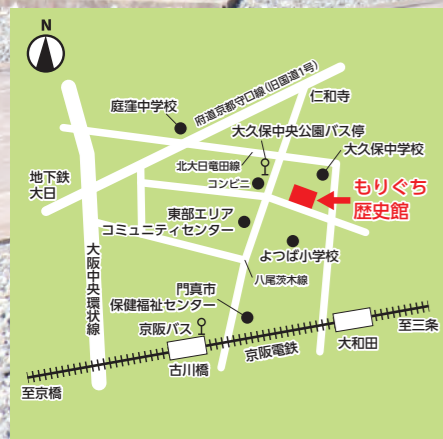 N
府道京都守口線(旧国道1号)
仁和寺
庭窪中学校
大久保中央公園バス停
大久保中学校
北大日竜田線
コンビニ
地下鉄
大日
もりぐち
歴史館
東部エリア
コミュニティセンター
よつば小学校
大阪中央環状線
八尾茨木線
門真市
保健福祉センター
京阪バス
至三条
大和田
京阪電鉄
古川橋
至京橋